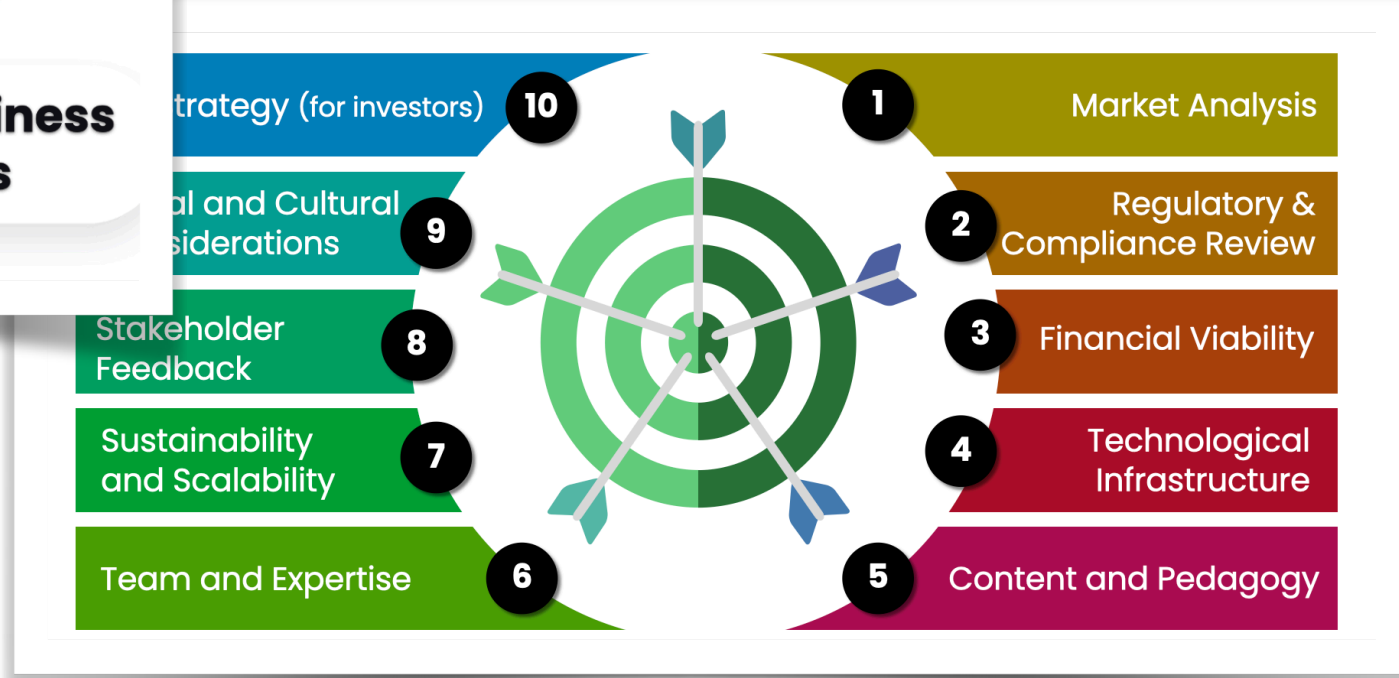 iness
s
1
Market Analysis
2
Regulatory &
Compliance Review
3
Financial Viability
4
Technological
Infrastructure
5
Content and Pedagogy
6
Team and Expertise
7
Sustainability
and Scalability
8
Stakeholder
Feedback
9
al and Cultural
siderations
10
trategy (for investors)